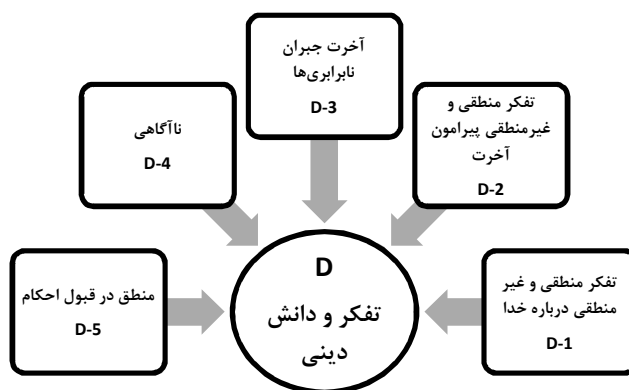 آخرت جبران
نابرابری‌ها
D-3
تفکر منطقی و
غیرمنطقی پیرامون
آخرت
D-2
ناآگاهی
D-4
تفکر منطقی و غیر
منطقی درباره خدا
D-1
منطق در قبول احکام
D-5
D
تفکر و دانش
دینی